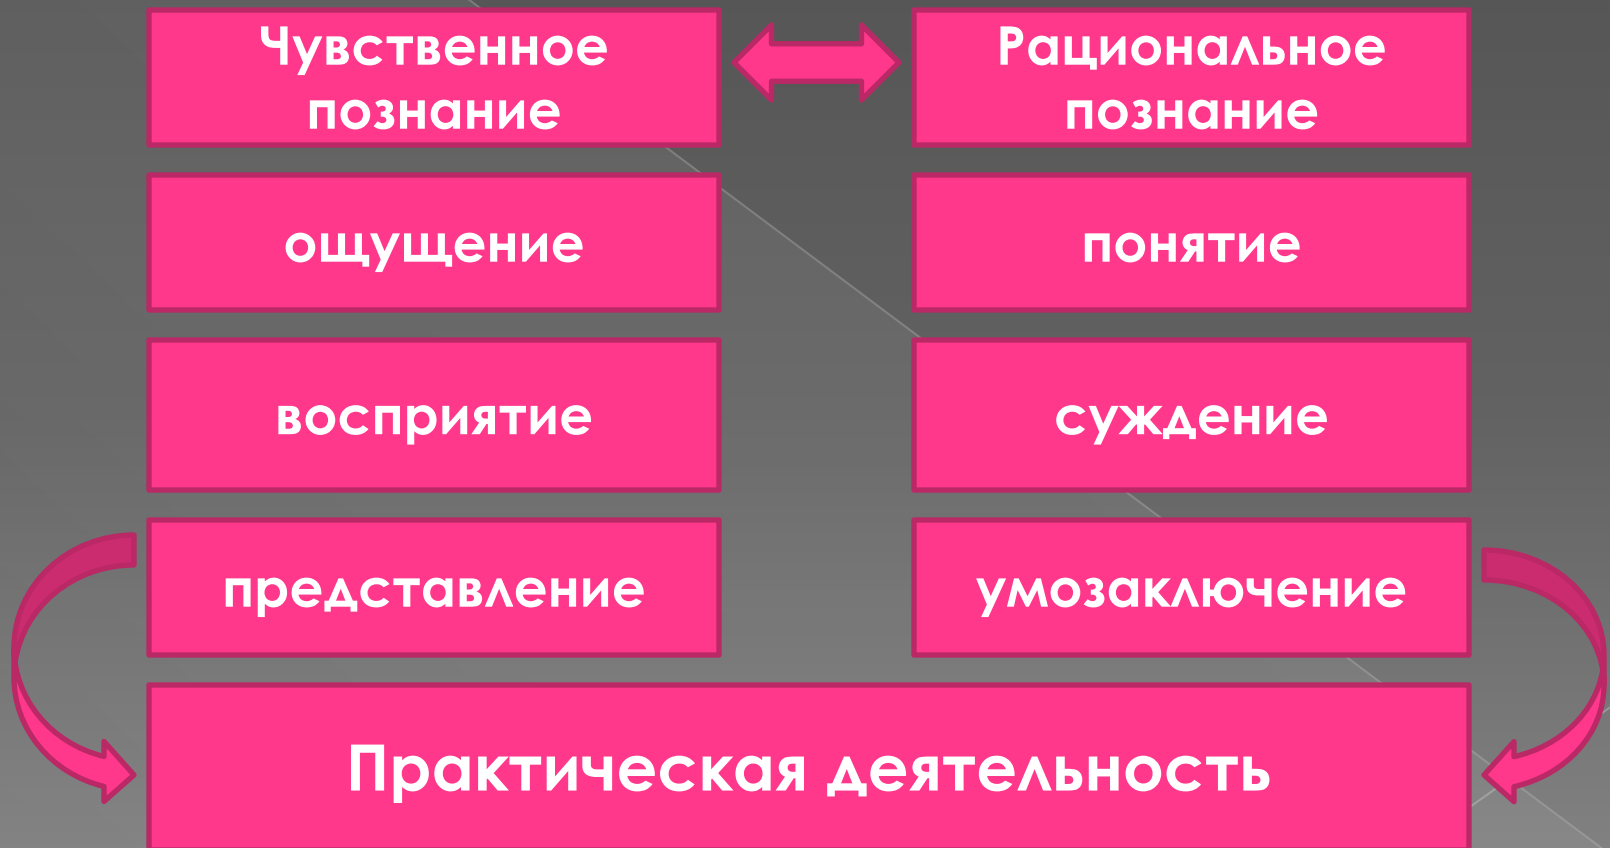 Чувственное
познание
Рациональное
познание
ощущение
понятие
восприятие
суждение
представление
умозаключение
Практическая деятельность